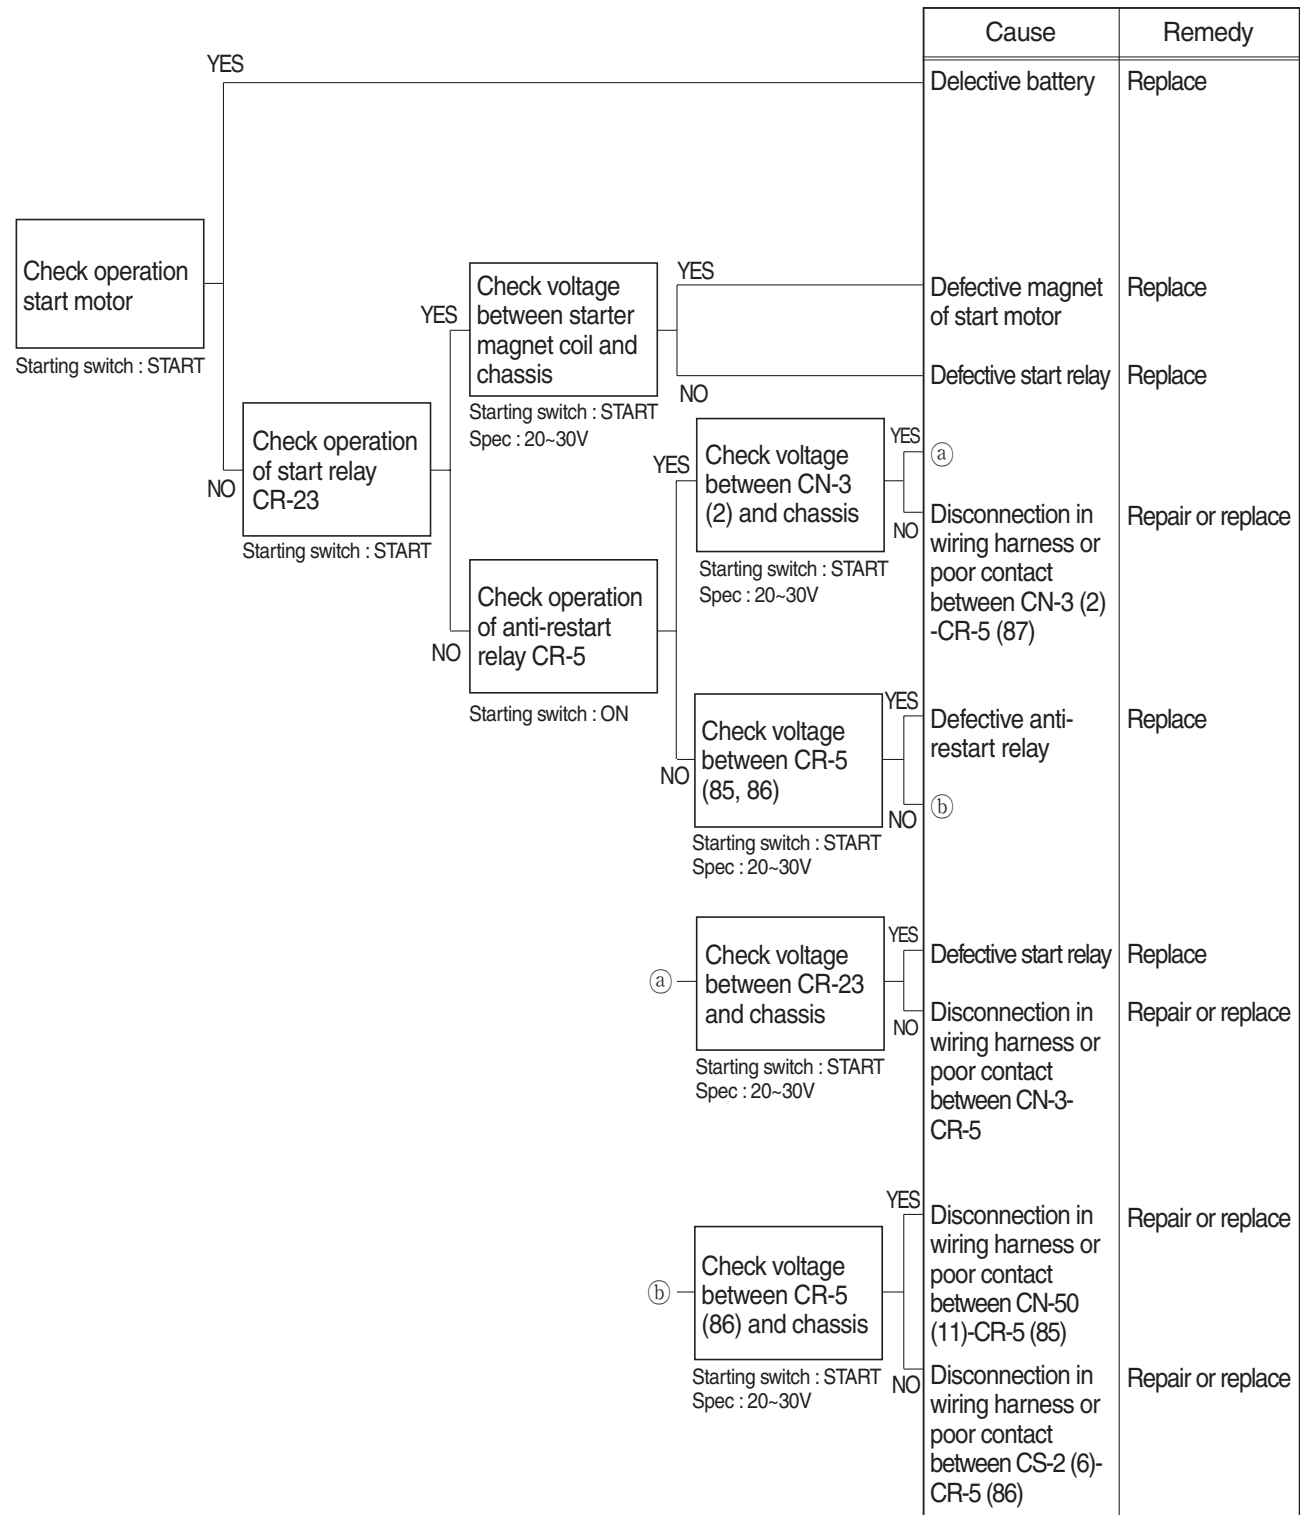 Cause
Remedy
YES
Delective battery
Replace
Check operation
start motor
Starting switch : START
NO
Check operation
of start relay
CR-23
Starting switch : START
YES
Check voltage
between starter
magnet coil and
chassis
Starting switch : START
Spec : 20~30V
YES
Defective magnet
of start motor
Replace
NO
Defective start relay
Replace
NO
Check operation
of anti-restart
relay CR-5
Starting switch : ON
YES
Check voltage
between CN-3
(2) and chassis
Starting switch : START
Spec : 20~30V
YES
ⓐ
NO
Disconnection in
wiring harness or
poor contact
between CN-3 (2)
-CR-5 (87)
Repair or replace
NO
Check voltage
between CR-5
(85, 86)
Starting switch : START
Spec : 20~30V
YES
Defective anti-
restart relay
Replace
NO
ⓑ
ⓐ
Check voltage
between CR-23
and chassis
Starting switch : START
Spec : 20~30V
YES
Defective start relay
Replace
NO
Disconnection in
wiring harness or
poor contact
between CN-3-
CR-5
Repair or replace
ⓑ
Check voltage
between CR-5
(86) and chassis
Starting switch : START
Spec : 20~30V
YES
Disconnection in
wiring harness or
poor contact
between CN-50
(11)-CR-5 (85)
Repair or replace
NO
Disconnection in
wiring harness or
poor contact
between CS-2 (6)-
CR-5 (86)
Repair or replace